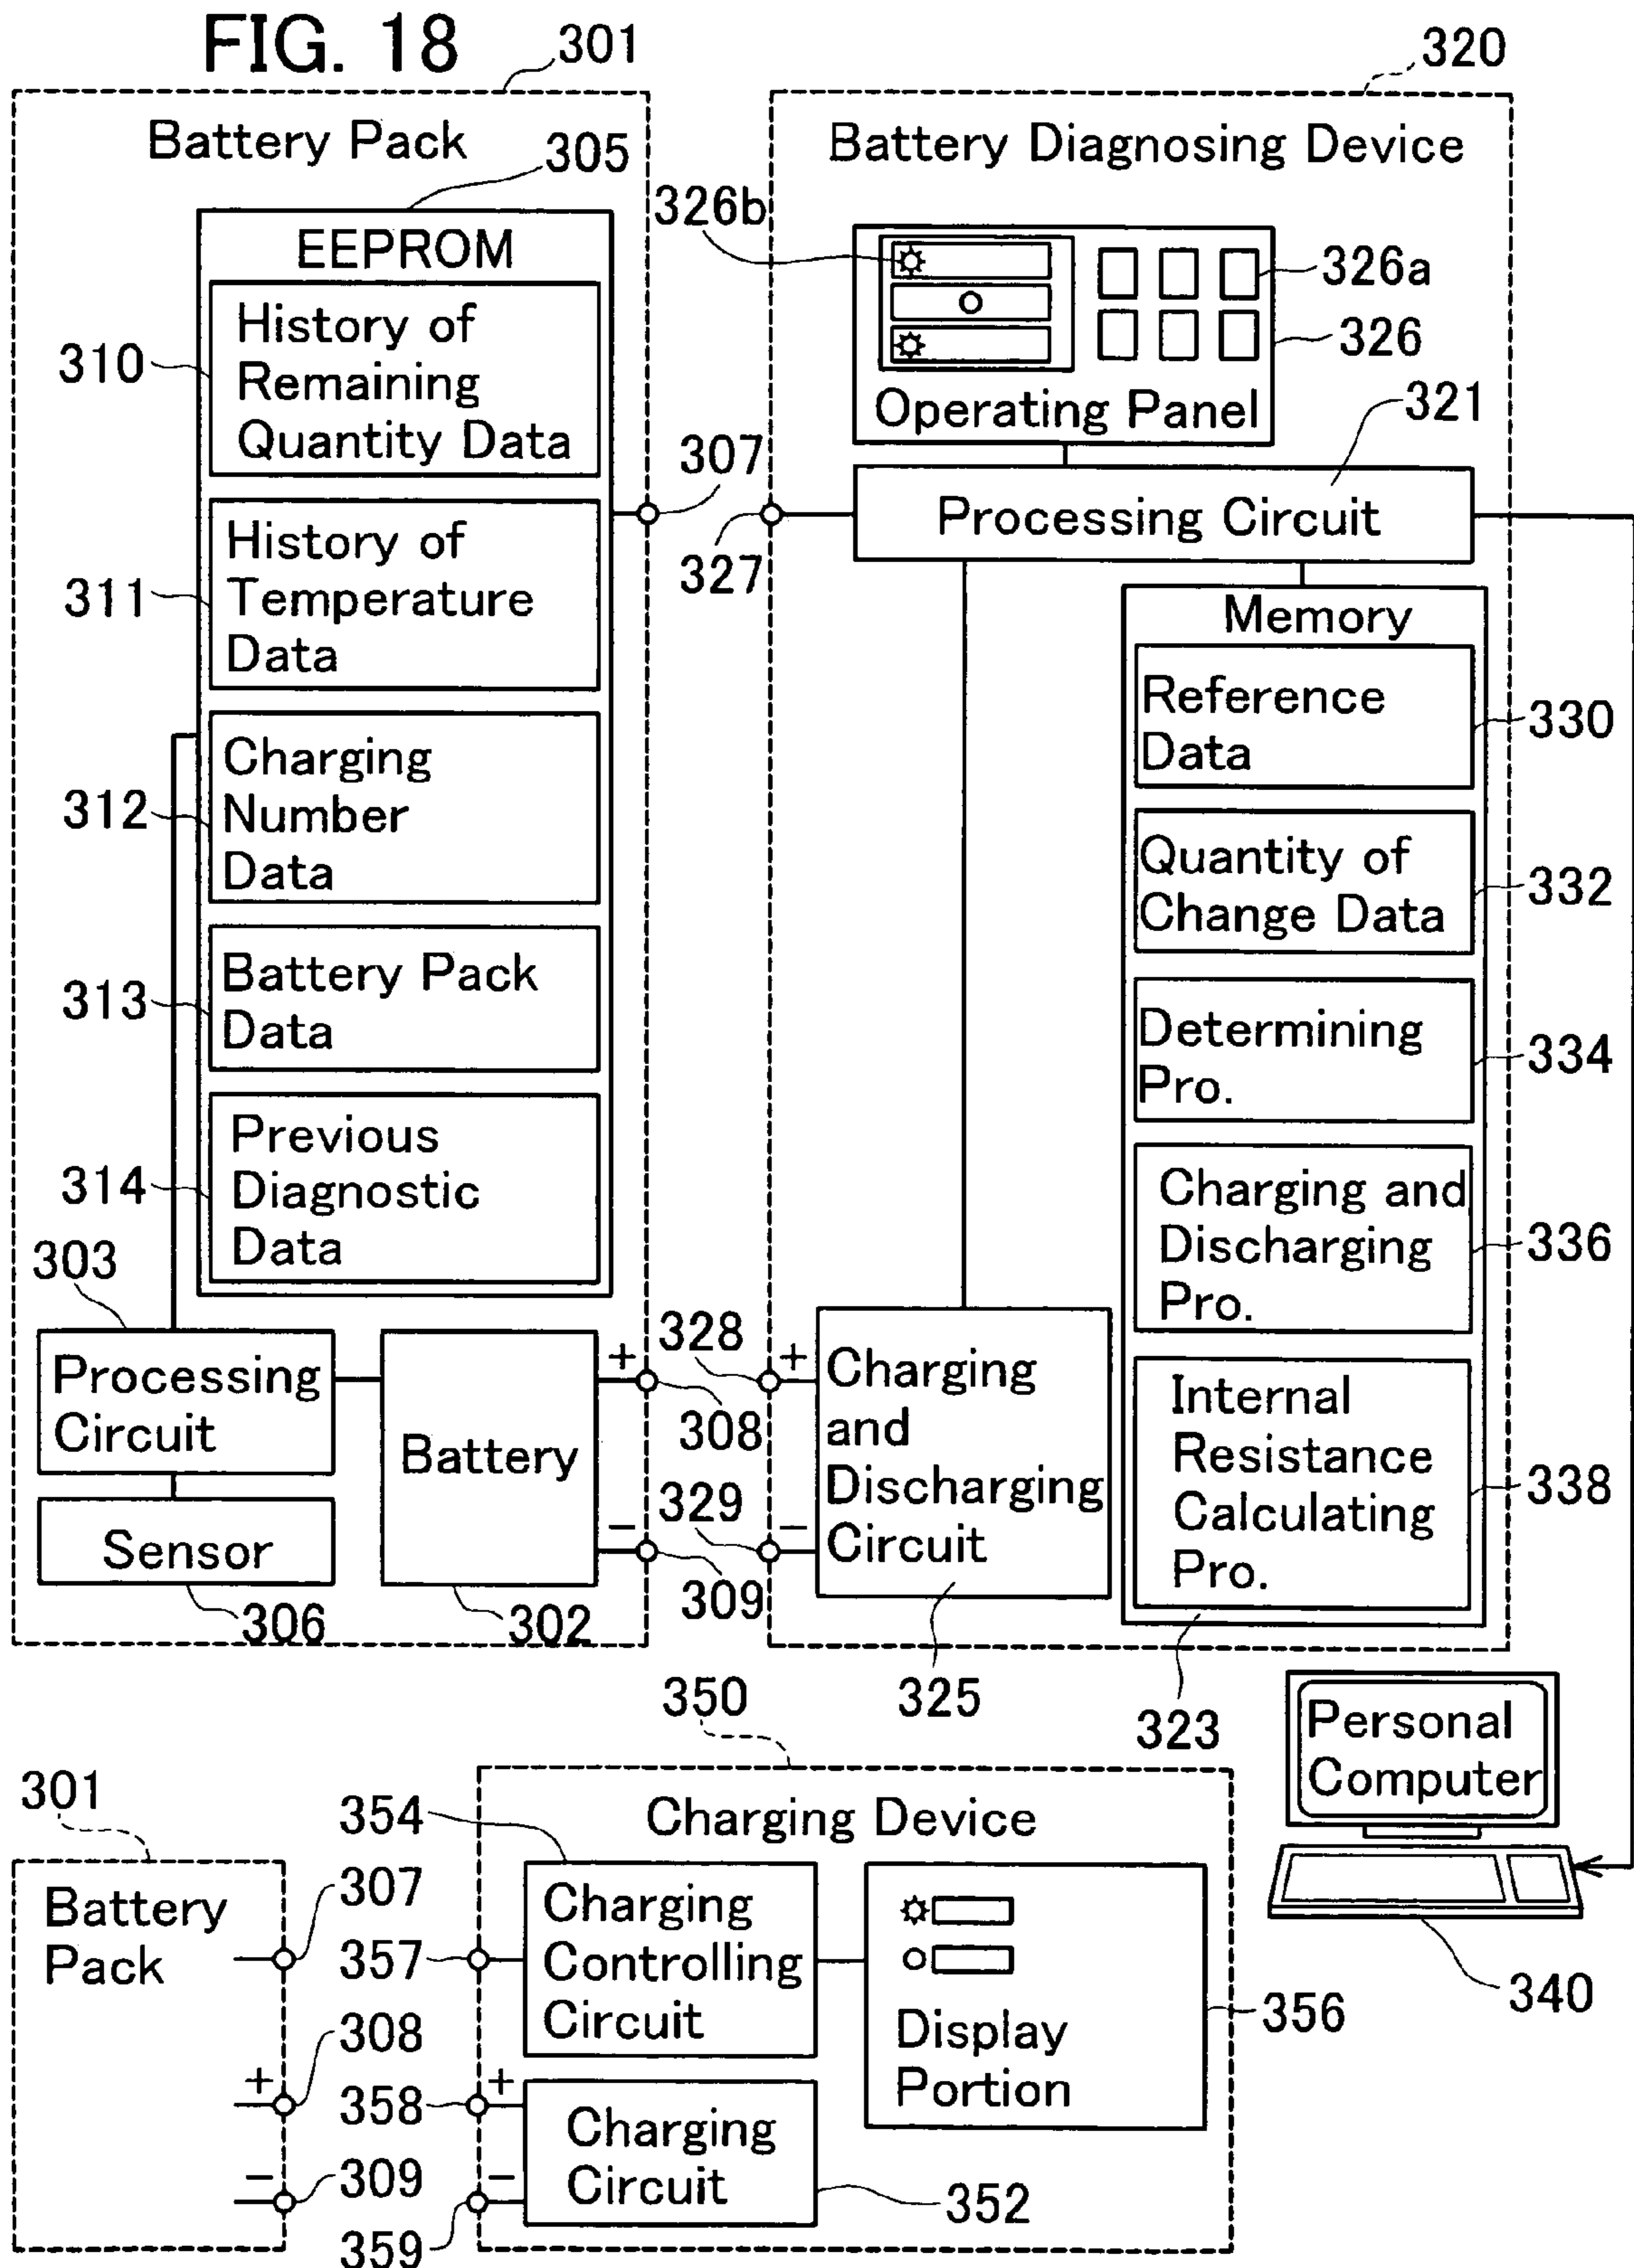 FIG. 18
301
320
Battery Pack
305
EEPROM
History of
Remaining
Quantity Data
310
History of
Temperature
Data
311
Charging
Number
Data
312
Battery Pack
Data
313
Previous
Diagnostic
Data
314
303
Processing
Circuit
Sensor
306
Battery
302
+
-
307
308
309
Battery Diagnosing Device
326b
326a
326
Operating Panel
321
Processing Circuit
327
Memory
Reference
Data
330
Quantity of
Change Data
332
Determining
Pro.
334
Charging and
Discharging
Pro.
336
Internal
Resistance
Calculating
Pro.
338
323
328
329
+
-
Charging
and
Discharging
Circuit
325
Personal
Computer
340
301
Battery
Pack
307
+
308
-
309
350
Charging Device
354
Charging
Controlling
Circuit
357
Display
Portion
356
+
358
-
359
Charging
Circuit
352